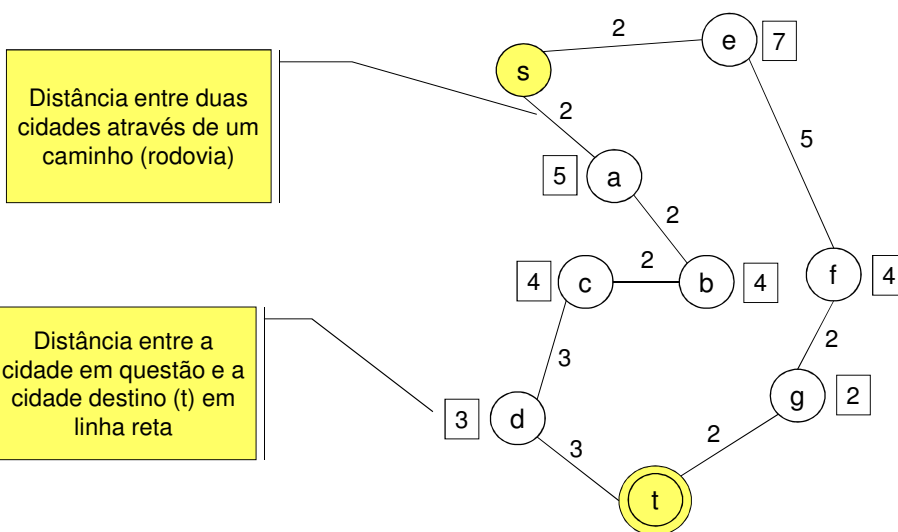 Distância entre duas
cidades através de um
caminho (rodovia)
Distância entre a
cidade em questão e a
cidade destino (t) em
linha reta
s
2
e
7
2
5
5
a
2
4
c
2
b
4
f
4
3
2
3
d
g
2
3
2
t